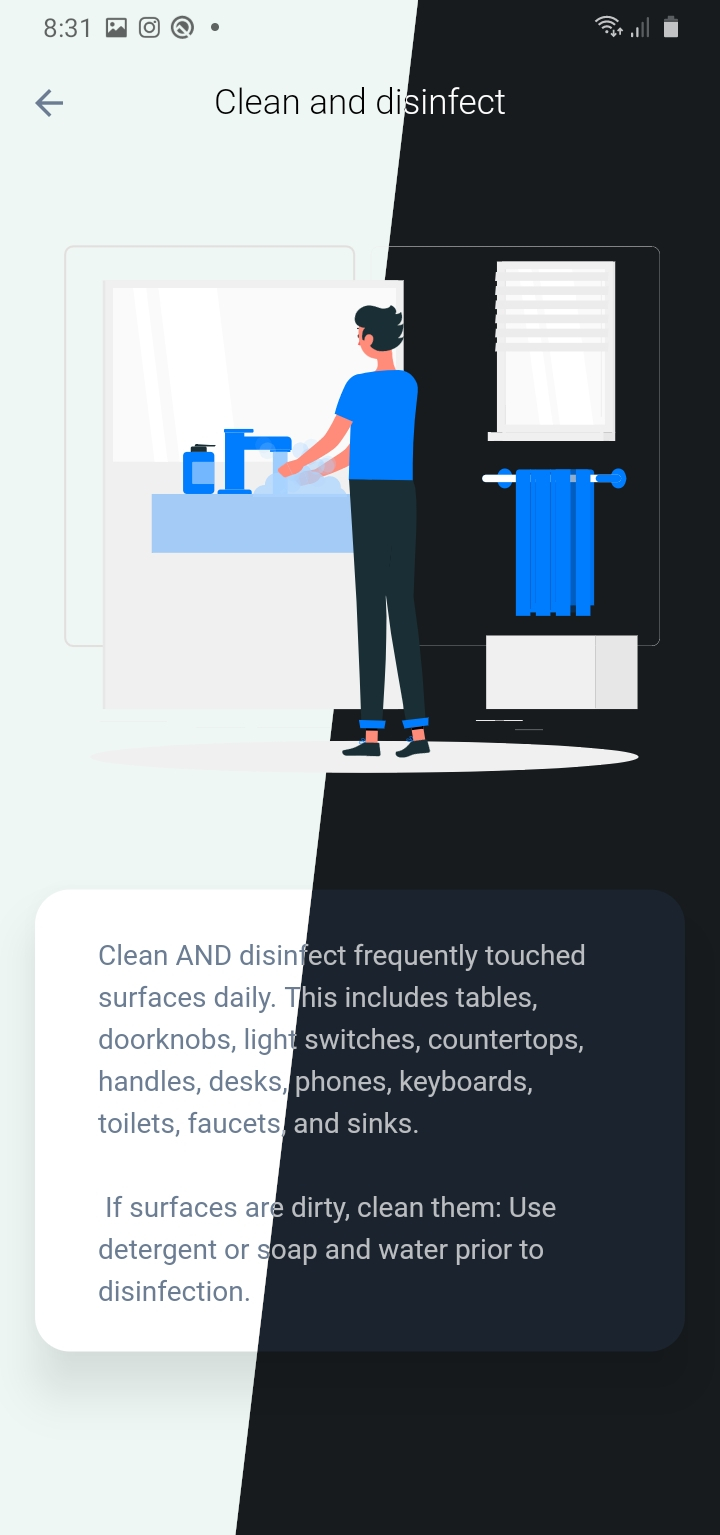 8:31
Clean and disinfect
Clean AND disinfect frequently touched
surfaces daily. This includes tables,
doorknobs, light switches, countertops,
handles, desks, phones, keyboards,
toilets, faucets, and sinks.
If surfaces are dirty, clean them: Use
detergent or soap and water prior to
disinfection.